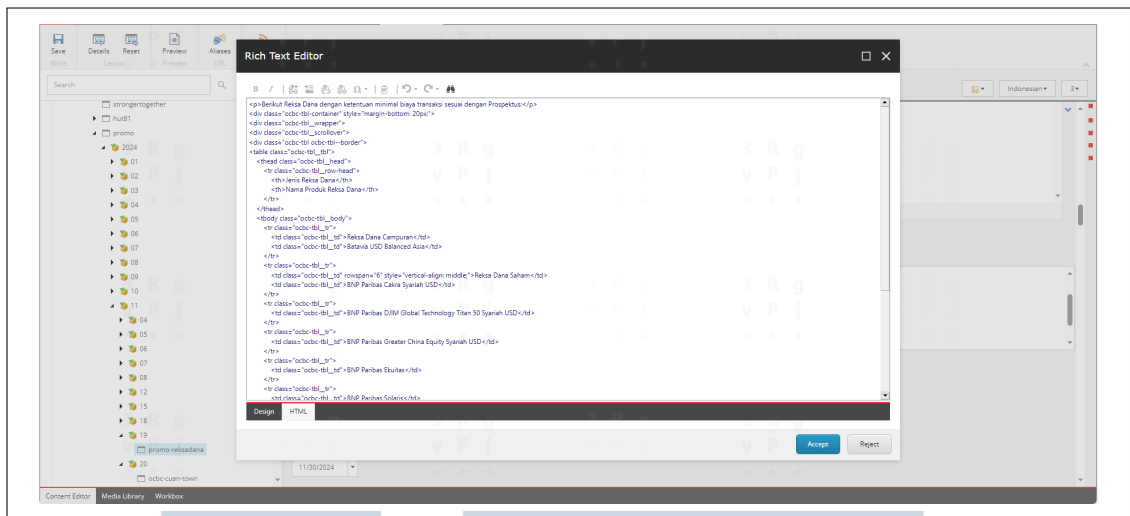 Save
Write
Details
Reset
Layout
Preview
Preview
Aliases
URL
Search
strongertogether
hut81
promo
2024
01
02
03
04
05
06
07
08
09
10
11
04
05
06
07
08
12
15
18
19
promo-reksadana
20
ocbc-cuan-town
Rich Text Editor
<p>Berikut Reksa Dana dengan ketentuan minimal biaya transaksi sesuai dengan Prospektus:</p>
<div class="ocbc-tbl-container" style="margin-bottom: 20px;">
<div class="ocbc-tbl__wrapper">
<div class="ocbc-tbl__scrollover">
<div class="ocbc-tbl ocbc-tbl--border">
<table class="ocbc-tbl__tbl">
<thead class="ocbc-tbl__head">
<tr class="ocbc-tbl__row-head">
<th>Jenis Reksa Dana</th>
<th>Nama Produk Reksa Dana</th>
</tr>
</thead>
<tbody class="ocbc-tbl__body">
<tr class="ocbc-tbl__tr">
<td class="ocbc-tbl__td">Reksa Dana Campuran</td>
<td class="ocbc-tbl__td">Batavia USD Balanced Asia</td>
</tr>
<tr class="ocbc-tbl__tr">
<td class="ocbc-tbl__td" rowspan="6" style="vertical-align: middle;">Reksa Dana Saham</td>
<td class="ocbc-tbl__td">BNP Paribas Cakra Syariah USD</td>
</tr>
<tr class="ocbc-tbl__tr">
<td class="ocbc-tbl__td">BNP Paribas DJIM Global Technology Titan 50 Syariah USD</td>
</tr>
<tr class="ocbc-tbl__tr">
<td class="ocbc-tbl__td">BNP Paribas Greater China Equity Syariah USD</td>
</tr>
<tr class="ocbc-tbl__tr">
<td class="ocbc-tbl__td">BNP Paribas Ekuitas</td>
</tr>
<tr class="ocbc-tbl__tr">
<td class="ocbc-tbl__td">BNP Paribas Solaris</td>
Design
HTML
Accept
Reject
Indonesian
3
11/30/2024
Content Editor
Media Library
Workbox